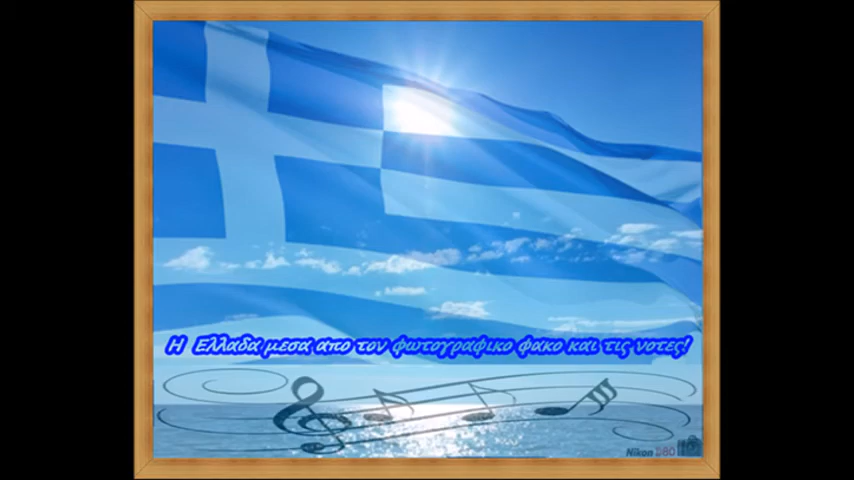 Η Ελλαδα μεσα απο τον φωτογραφικο φακο και τις νοτες!
Nikon D80